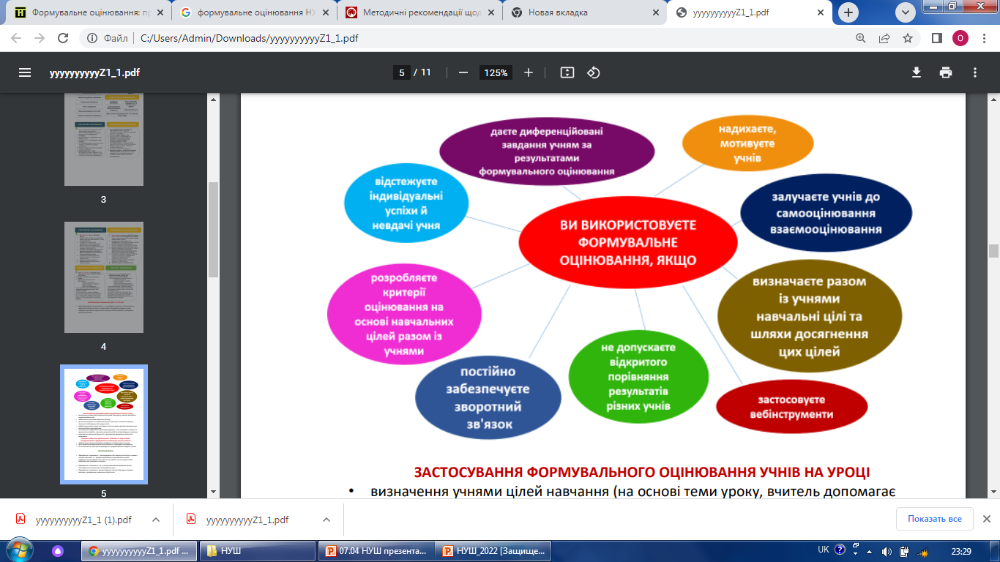 Формувальне оцінювання: пр
формувальне оцінювання НУ
Методичні рекомендації щод
Новая вкладка
yyyyyyyyyyZ1_1.pdf
Файл
C:/Users/Admin/Downloads/yyyyyyyyyyZ1_1.pdf
О
yyyyyyyyyyZ1_1.pdf
5 / 11
125%
3
4
5
даєте диференційовані
завдання учням за
результатами
формувального оцінювання
надихаєте,
мотивуєте
учнів
відстежуєте
індивідуальні
успіхи й
невдачі учня
залучаєте учнів до
самооцінювання
взаємооцінювання
ВИ ВИКОРИСТОВУЄТЕ
ФОРМУВАЛЬНЕ
ОЦІНЮВАННЯ, ЯКЩО
розробляєте
критерії
оцінювання на
основі навчальних
цілей разом із
учнями
визначаєте разом
із учнями
навчальні цілі та
шляхи досягнення
цих цілей
постійно
забезпечуєте
зворотний
зв'язок
не допускаєте
відкритого
порівняння
результатів
різних учнів
застосовуєте
вебінструменти
ЗАСТОСУВАННЯ ФОРМУВАЛЬНОГО ОЦІНЮВАННЯ УЧНІВ НА УРОЦІ
• визначення учнями цілей навчання (на основі теми уроку, вчитель допомагає
yyyyyyyyyyZ1_1 (1).pdf
yyyyyyyyyyZ1_1.pdf
Показать все
yyyyyyyyyyZ1_1.pdf ...
НУШ
07.04 НУШ презента...
НУШ_2022 [Защище...
UK
23:29